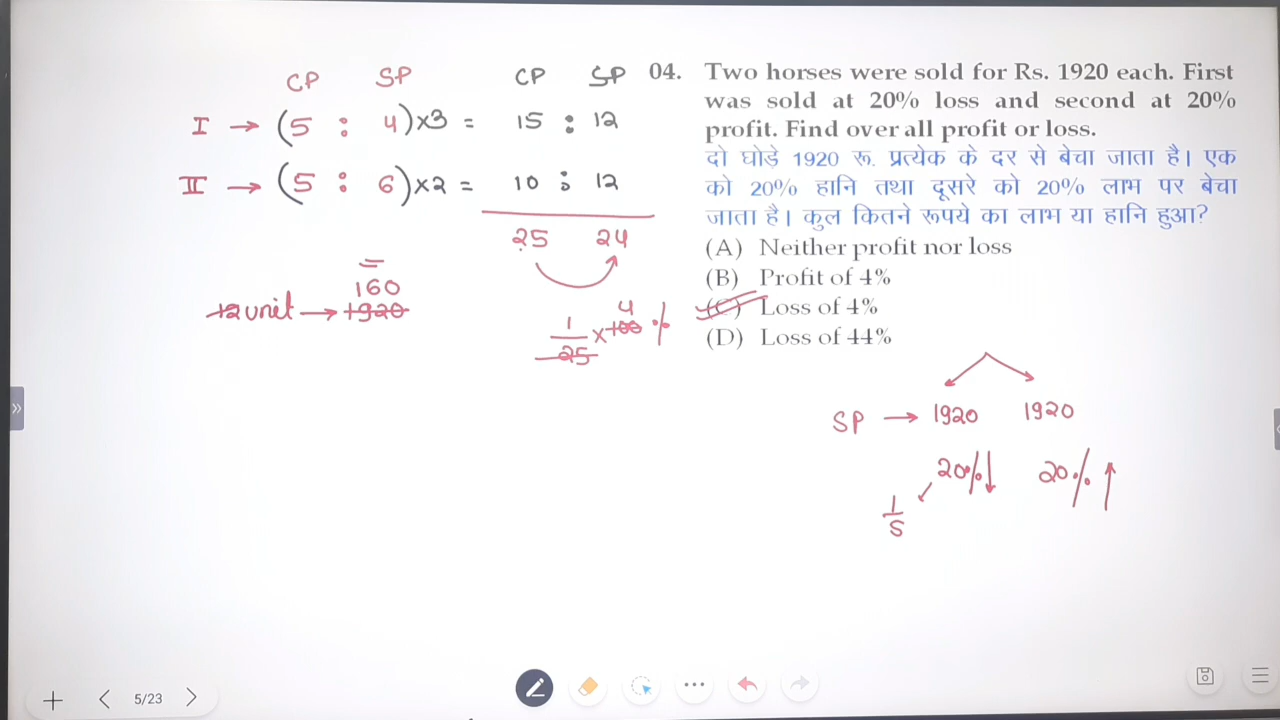 CP SP CP SP
I → (5 : 4)×3 = 15 : 12
II → (5 : 6)×2 = 10 : 12
25 24
160
12 unit → 1920
4
1/25 × 100 %
04. Two horses were sold for Rs. 1920 each. First
was sold at 20% loss and second at 20%
profit. Find over all profit or loss.
दो घोड़े 1920 रू. प्रत्येक के दर से बेचा जाता है। एक
को 20% हानि तथा दूसरे को 20% लाभ पर बेचा
जाता है। कुल कितने रूपये का लाभ या हानि हुआ?
(A) Neither profit nor loss
(B) Profit of 4%
(C) Loss of 4%
(D) Loss of 44%
SP → 1920 1920
20%↓ 20%↑
1/5
5/23